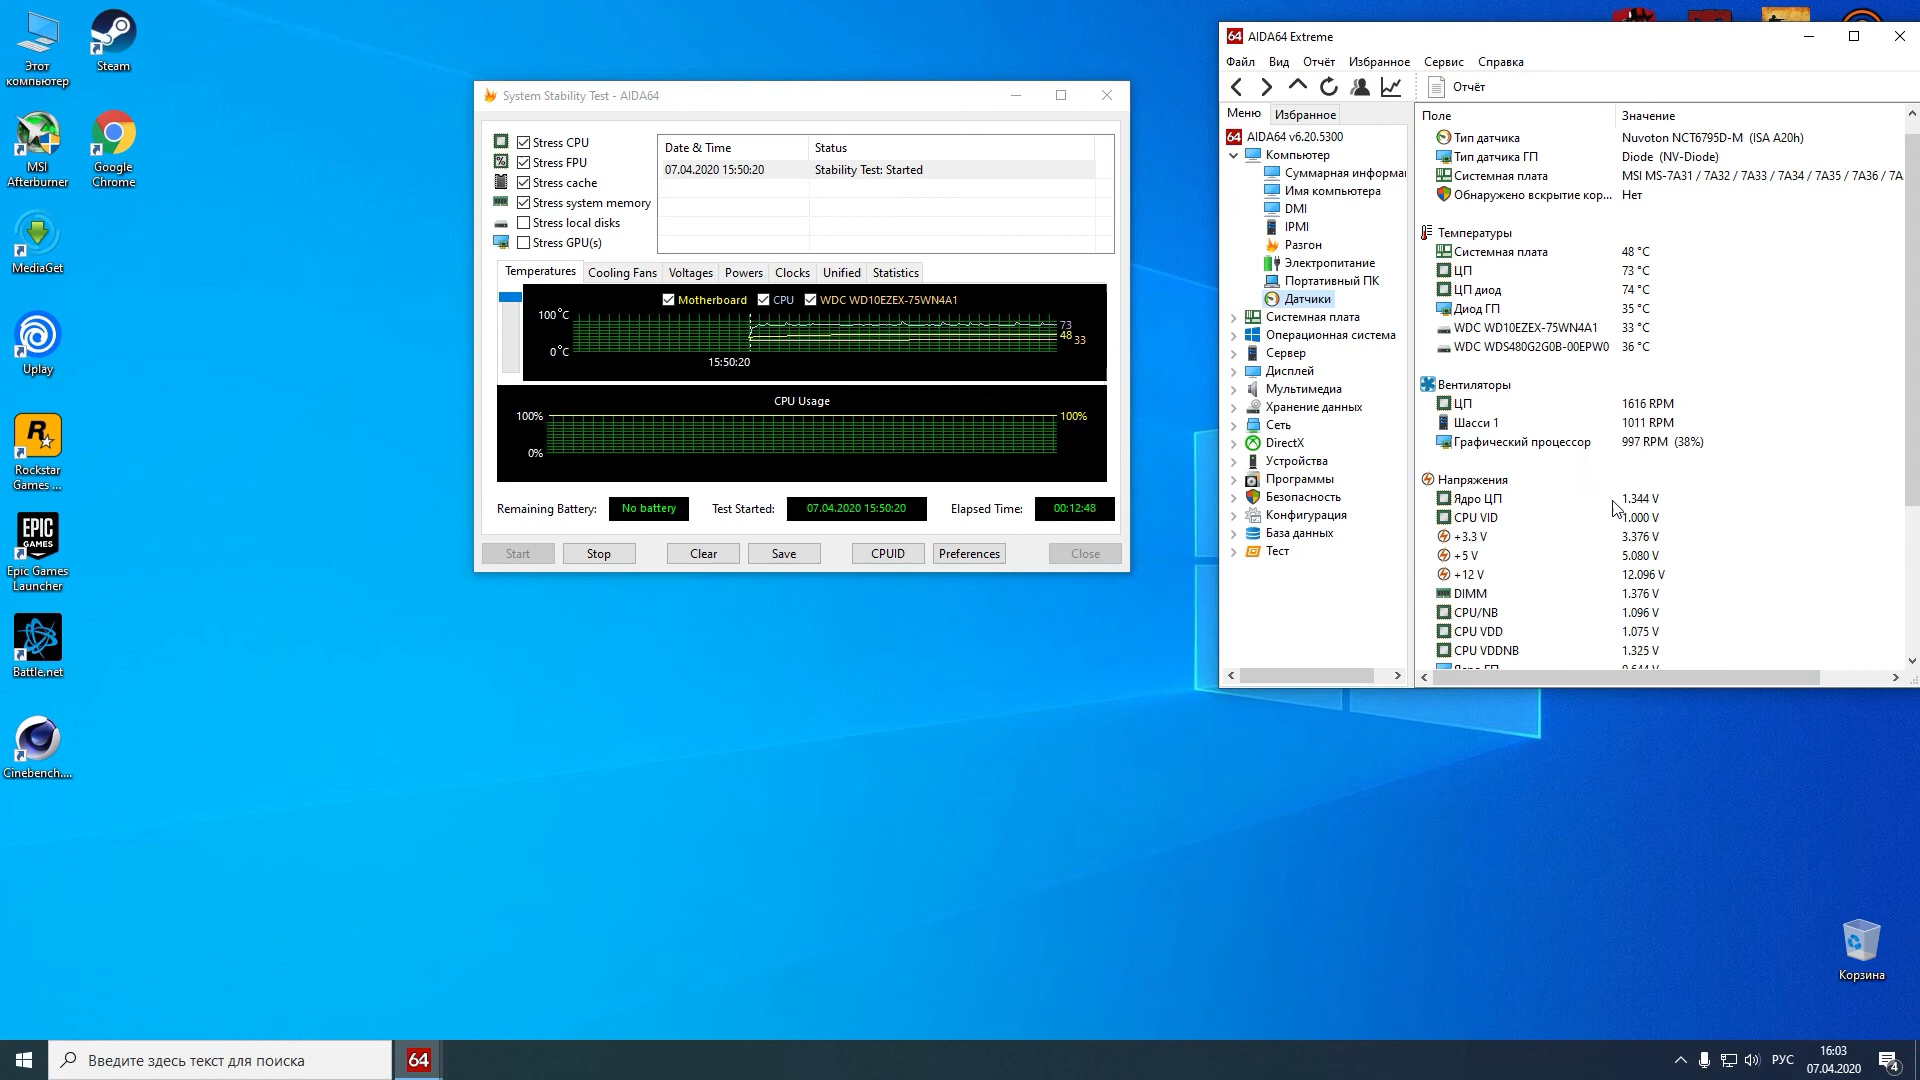 Этот
компьютер
Steam
MSI
Afterburner
Google
Chrome
MediaGet
Uplay
Rockstar
Games ...
EPIC
GAMES
Epic Games
Launcher
Battle.net
Cinebench....
System Stability Test - AIDA64
Stress CPU
Stress FPU
Stress cache
Stress system memory
Stress local disks
Stress GPU(s)
Date & Time Status
07.04.2020 15:50:20 Stability Test: Started
Temperatures Cooling Fans Voltages Powers Clocks Unified Statistics
Motherboard CPU WDC WD10EZEX-75WN4A1
100°C
0°C
73
48
33
15:50:20
CPU Usage
100% 100%
0%
Remaining Battery: No battery Test Started: 07.04.2020 15:50:20 Elapsed Time: 00:12:48
Start Stop Clear Save CPUID Preferences Close
64 AIDA64 Extreme
Файл Вид Отчёт Избранное Сервис Справка
Отчёт
Меню Избранное
64 AIDA64 v6.20.5300
Компьютер
Суммарная информа
Имя компьютера
DMI
IPMI
Разгон
Электропитание
Портативный ПК
Датчики
Системная плата
Операционная система
Сервер
Дисплей
Мультимедиа
Хранение данных
Сеть
DirectX
Устройства
Программы
Безопасность
Конфигурация
База данных
Тест
Поле Значение
Тип датчика Nuvoton NCT6795D-M (ISA A20h)
Тип датчика ГП Diode (NV-Diode)
Системная плата MSI MS-7A31 / 7A32 / 7A33 / 7A34 / 7A35 / 7A36 / 7A
Обнаружено вскрытие кор... Нет
Температуры
Системная плата 48 °C
ЦП 73 °C
ЦП диод 74 °C
Диод ГП 35 °C
WDC WD10EZEX-75WN4A1 33 °C
WDC WDS480G2G0B-00EPW0 36 °C
Вентиляторы
ЦП 1616 RPM
Шасси 1 1011 RPM
Графический процессор 997 RPM (38%)
Напряжения
Ядро ЦП 1.344 V
CPU VID 1.000 V
+3.3 V 3.376 V
+5 V 5.080 V
+12 V 12.096 V
DIMM 1.376 V
CPU/NB 1.096 V
CPU VDD 1.075 V
CPU VDDNB 1.325 V
Корзина
Введите здесь текст для поиска
64
РУС
16:03
07.04.2020
4